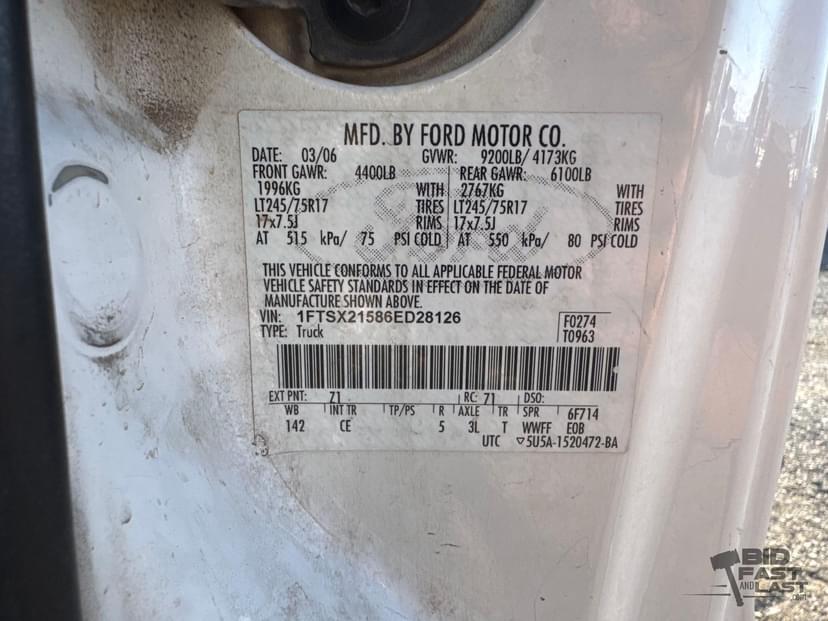 MFD. BY FORD MOTOR CO.
DATE: 03/06 GVWR: 9200LB/ 4173KG
FRONT GAWR: 4400LB REAR GAWR: 6100LB
1996KG WITH 2767KG WITH
LT245/75R17 TIRES LT245/75R17 TIRES
17x7.5J RIMS 17x7.5J RIMS
AT 515 kPa/ 75 PSI COLD AT 550 kPa/ 80 PSI COLD
Ford
THIS VEHICLE CONFORMS TO ALL APPLICABLE FEDERAL MOTOR
VEHICLE SAFETY STANDARDS IN EFFECT ON THE DATE OF
MANUFACTURE SHOWN ABOVE.
VIN: 1FTSX21586ED28126 F0274
TYPE: Truck T0963
EXT PNT: Z1 RC: 71 DSO:
WB INT TR TP/PS R AXLE TR SPR 6F714
142 CE 5 3L T WWFF EOB
UTC ▽5U5A-1520472-BA
BID
FAST
AND LAST
.com